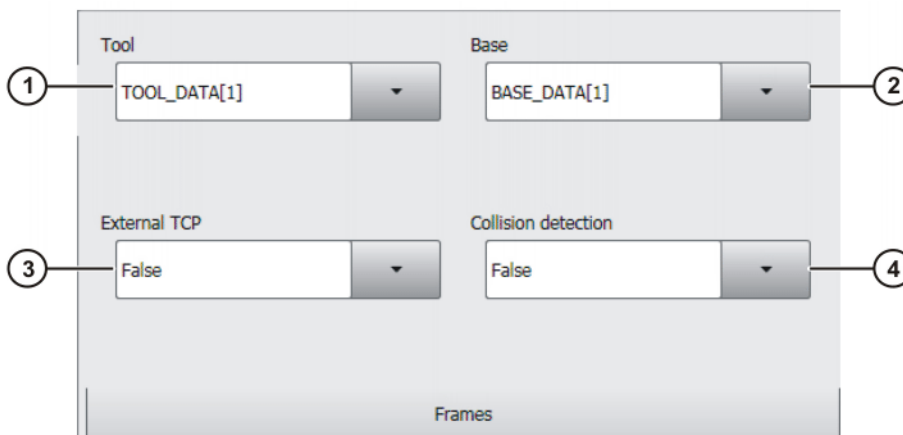 Tool
Base
1
TOOL_DATA[1]
BASE_DATA[1]
2
External TCP
Collision detection
3
False
False
4
Frames